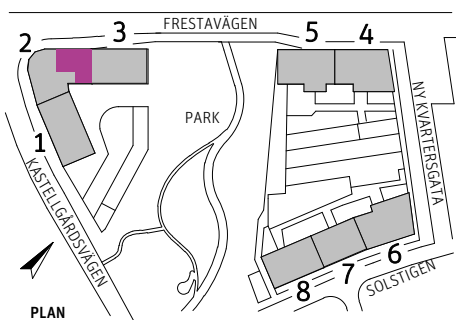 FRESTAVÄGEN
2
3
5
4
1
PARK
NY KVARTERSGATA
KASTELLGÅRDSVÄGEN
6
7
8
SOLSTIGEN
PLAN